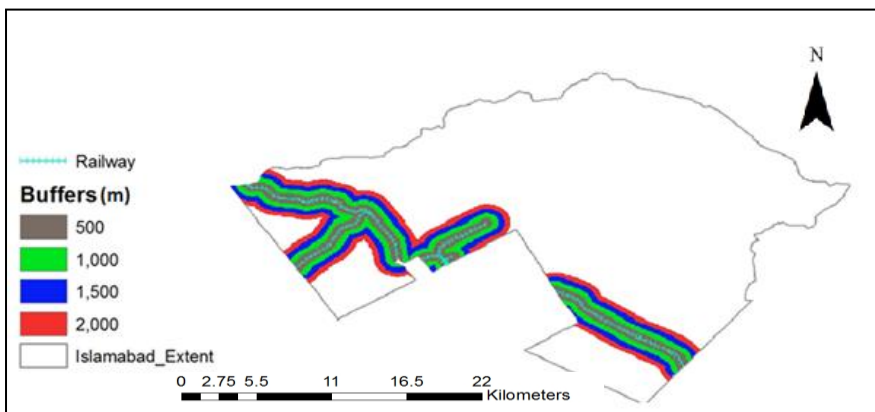 N
Railway
Buffers (m)
500
1,000
1,500
2,000
Islamabad_Extent
0 2.75 5.5 11 16.5 22
Kilometers